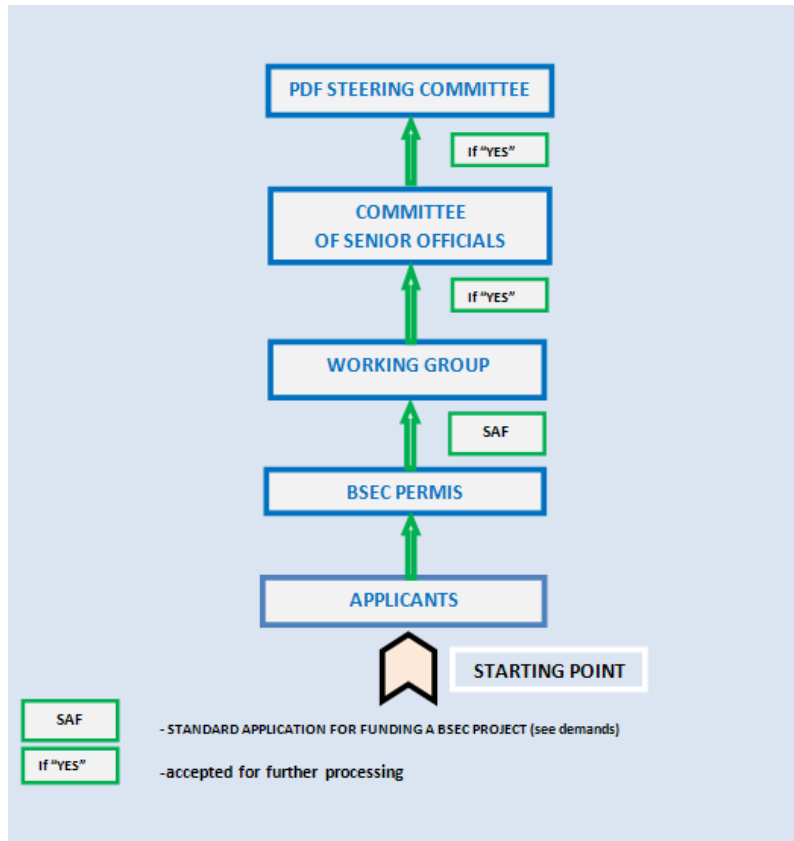 PDF STEERING COMMITTEE
If "YES"
COMMITTEE
OF SENIOR OFFICIALS
If "YES"
WORKING GROUP
SAF
BSEC PERMIS
APPLICANTS
STARTING POINT
SAF
- STANDARD APPLICATION FOR FUNDING A BSEC PROJECT (see demands)
If "YES"
-accepted for further processing